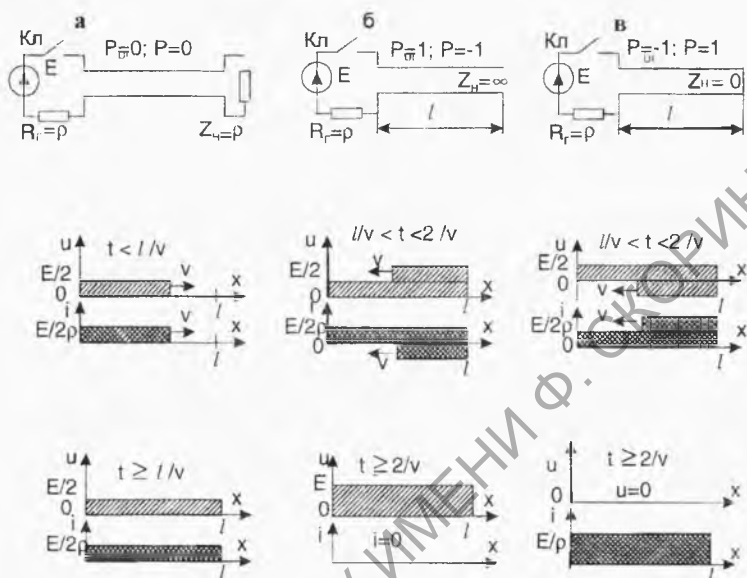 а
б
в
Кл
P=0; P=0
E
Rг=ρ
Zн=ρ
Кл
P=1; P=-1
E
Zн=∞
Rг=ρ
l
Кл
P=-1; P=1
E
Zн= 0
Rг=ρ
l
u
t < l /v
E/2
v
0
x
i
l
E/2ρ
v
x
l
u
l/v < t <2 /v
E/2
v
0
x
i
l
E/2ρ
0
v
x
l
u
l/v < t <2 /v
E/2
0
v
x
i
l
E/2ρ
v
0
x
l
u
t ≥ l /v
E/2
0
x
i
l
E/2ρ
x
l
u
t ≥ 2/v
E
0
x
i
l
i=0
x
t ≥ 2/v
u
u=0
0
x
i
E/ρ
x
l
ИМЕНИ Ф. СКОРИН